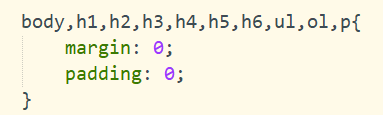 body,h1,h2,h3,h4,h5,h6,ul,ol,p{
    margin: 0;
    padding: 0;
}